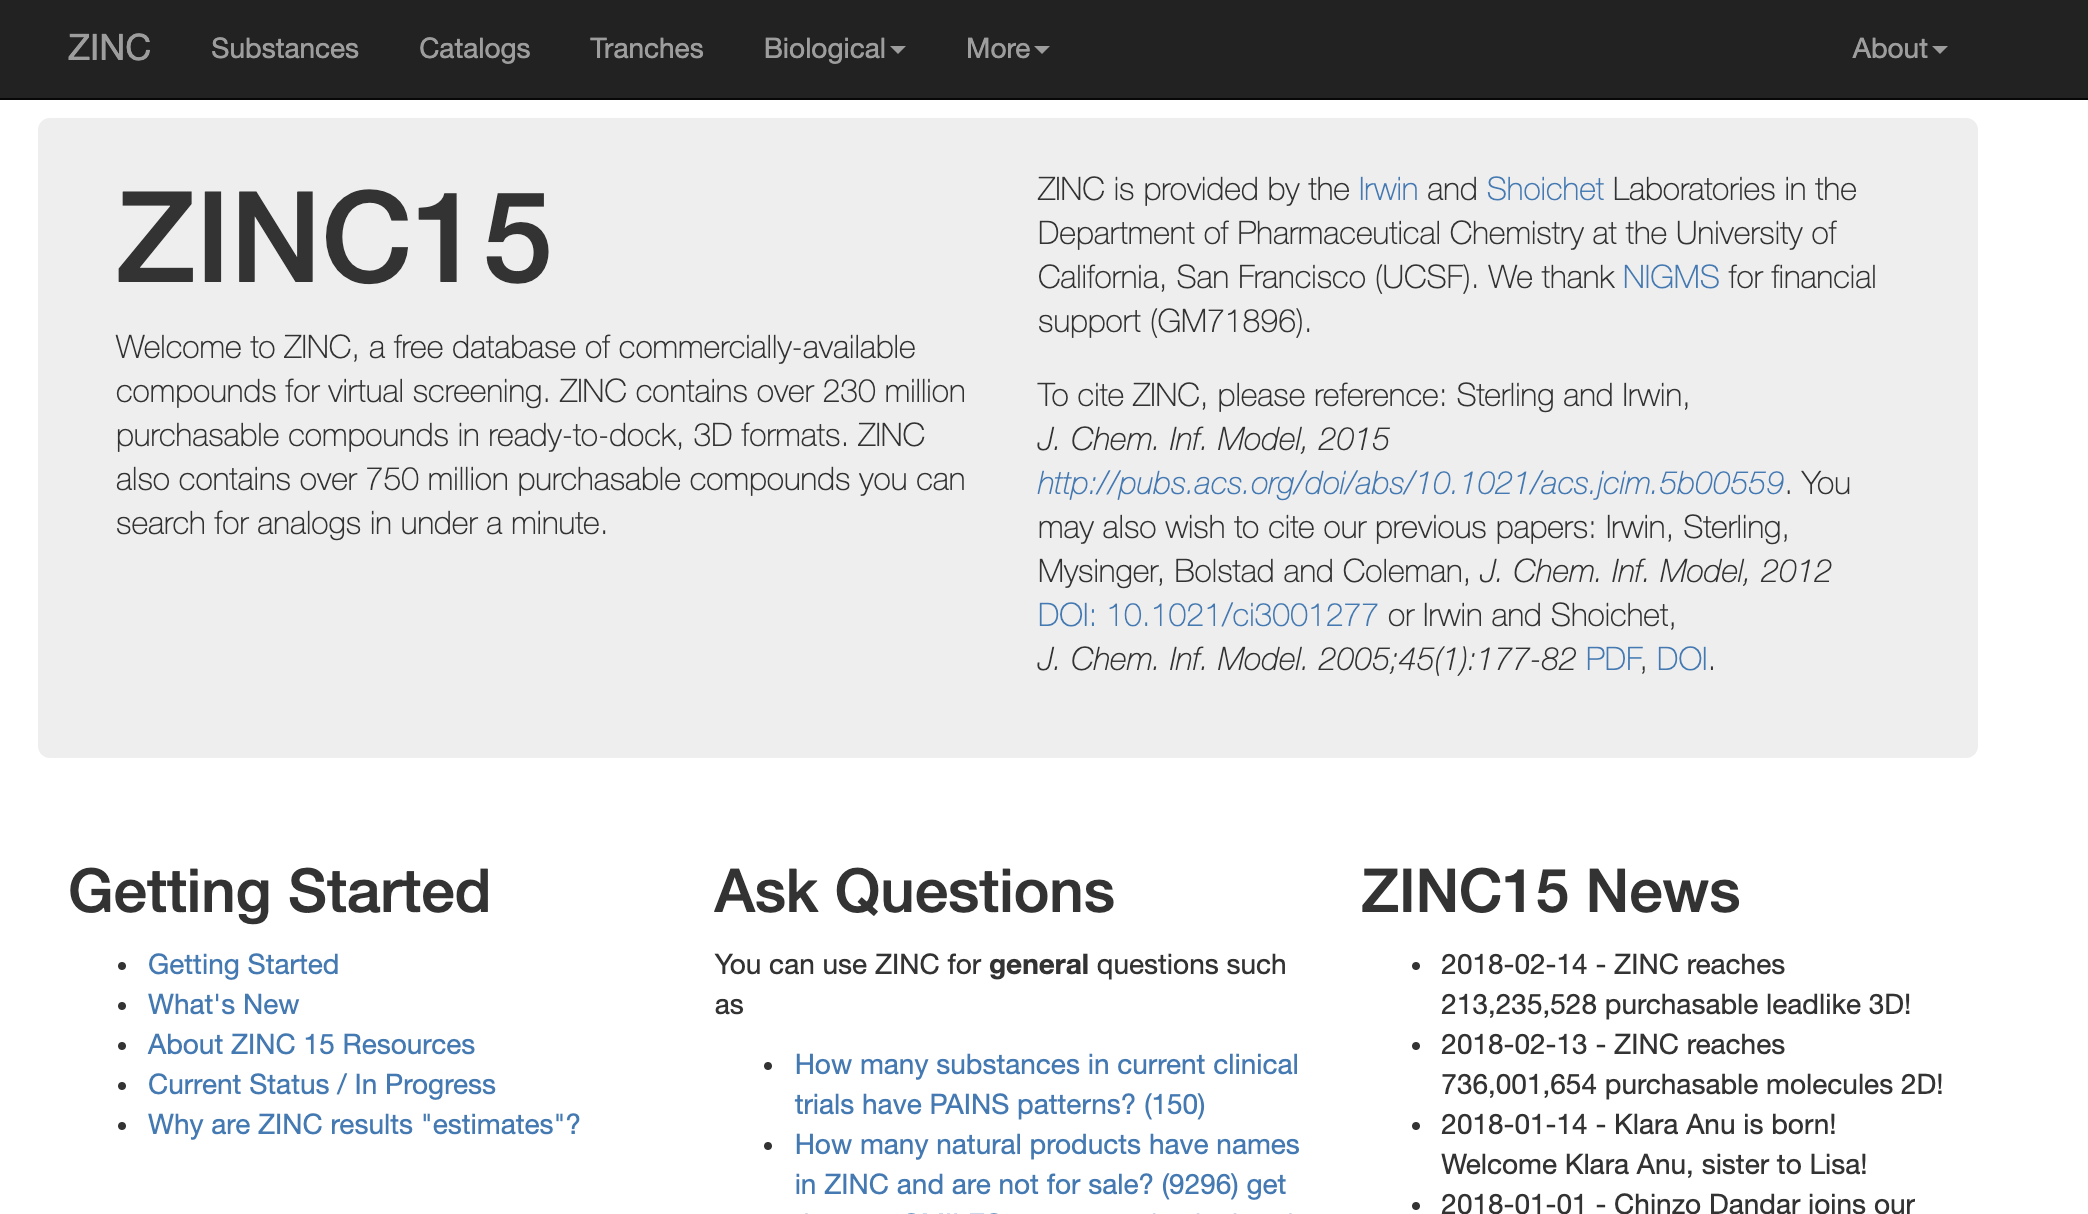 ZINC Substances Catalogs Tranches Biological More About
ZINC15
Welcome to ZINC, a free database of commercially-available
compounds for virtual screening. ZINC contains over 230 million
purchasable compounds in ready-to-dock, 3D formats. ZINC
also contains over 750 million purchasable compounds you can
search for analogs in under a minute.
ZINC is provided by the Irwin and Shoichet Laboratories in the
Department of Pharmaceutical Chemistry at the University of
California, San Francisco (UCSF). We thank NIGMS for financial
support (GM71896).
To cite ZINC, please reference: Sterling and Irwin,
J. Chem. Inf. Model, 2015
http://pubs.acs.org/doi/abs/10.1021/acs.jcim.5b00559. You
may also wish to cite our previous papers: Irwin, Sterling,
Mysinger, Bolstad and Coleman, J. Chem. Inf. Model, 2012
DOI: 10.1021/ci3001277 or Irwin and Shoichet,
J. Chem. Inf. Model. 2005;45(1):177-82 PDF, DOI.
Getting Started
• Getting Started
• What's New
• About ZINC 15 Resources
• Current Status / In Progress
• Why are ZINC results "estimates"?
Ask Questions
You can use ZINC for general questions such
as
• How many substances in current clinical
trials have PAINS patterns? (150)
• How many natural products have names
in ZINC and are not for sale? (9296) get
ZINC15 News
• 2018-02-14 - ZINC reaches
213,235,528 purchasable leadlike 3D!
• 2018-02-13 - ZINC reaches
736,001,654 purchasable molecules 2D!
• 2018-01-14 - Klara Anu is born!
Welcome Klara Anu, sister to Lisa!
• 2018-01-01 - Chinzo Dandar joins our